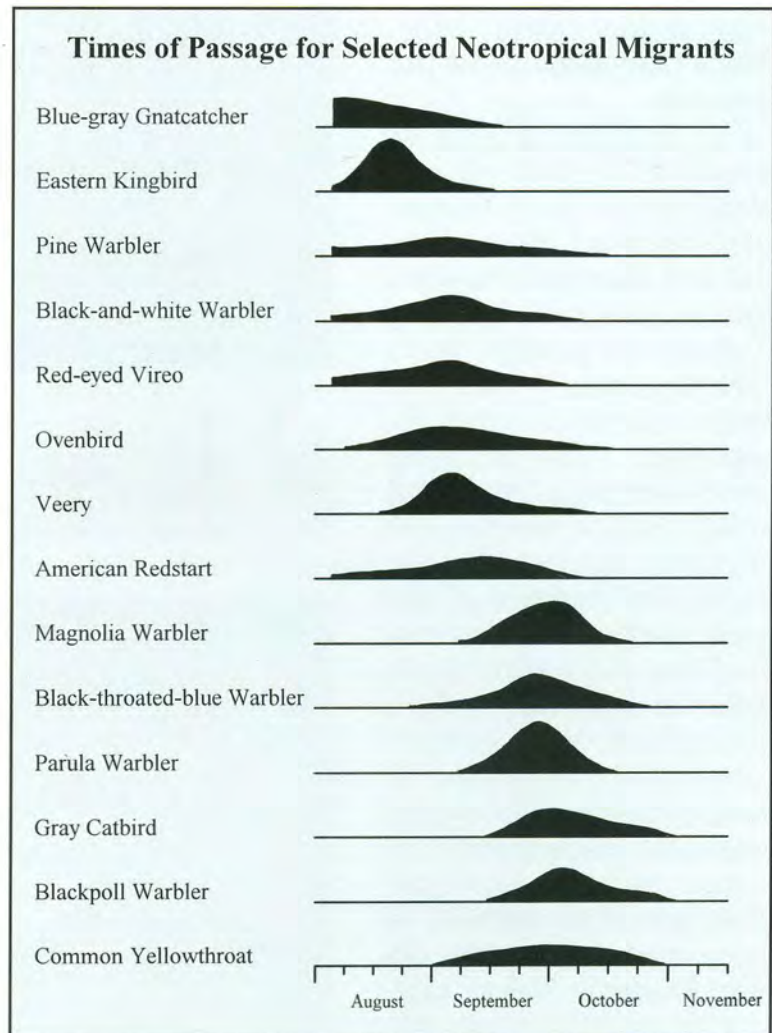 Times of Passage for Selected Neotropical Migrants
Blue-gray Gnatcatcher
Eastern Kingbird
Pine Warbler
Black-and-white Warbler
Red-eyed Vireo
Ovenbird
Veery
American Redstart
Magnolia Warbler
Black-throated-blue Warbler
Parula Warbler
Gray Catbird
Blackpoll Warbler
Common Yellowthroat
August September October November